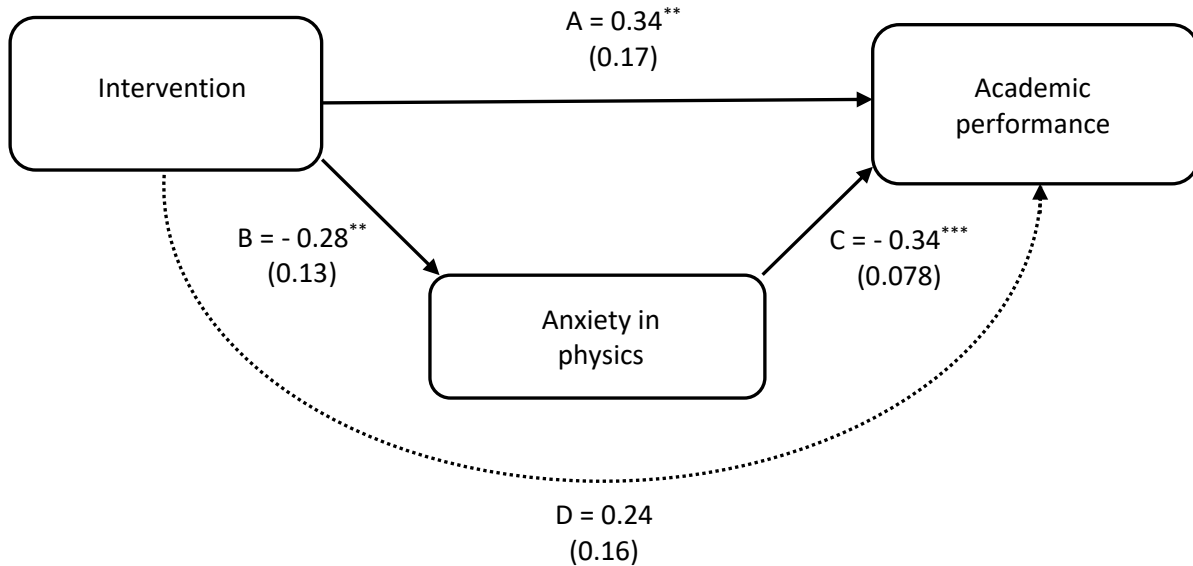 A = 0.34**
(0.17)
Intervention
Academic
performance
B = - 0.28**
(0.13)
C = - 0.34***
(0.078)
Anxiety in
physics
D = 0.24
(0.16)